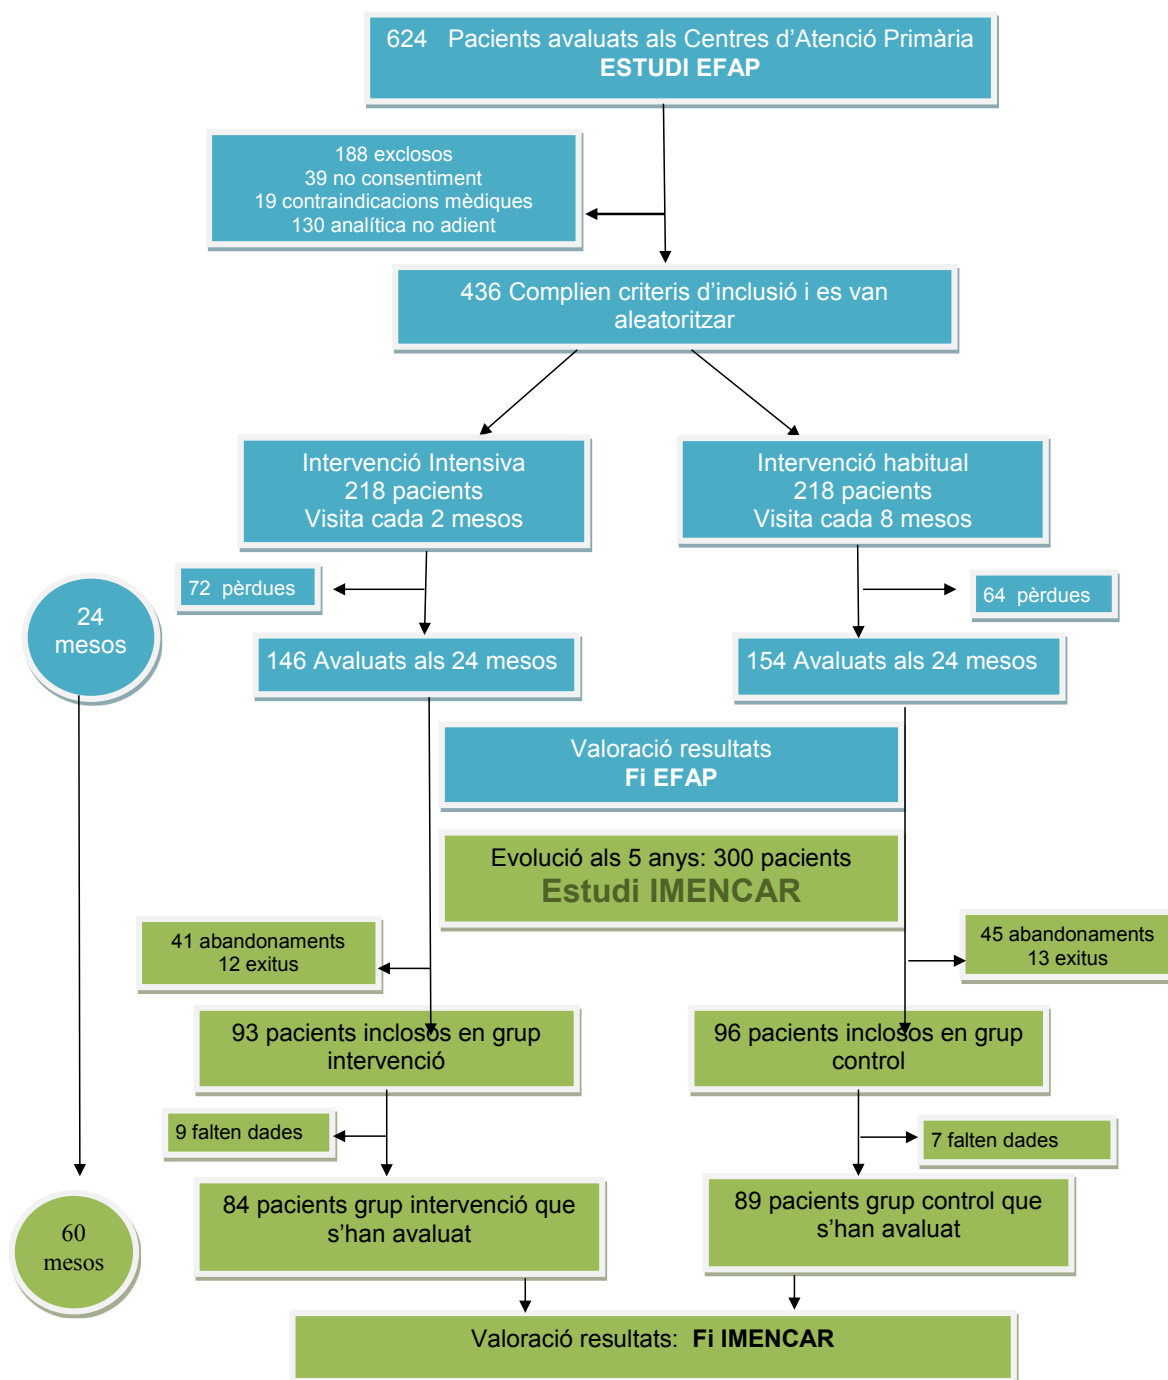 624 Pacients avaluats als Centres d'Atenció Primària
ESTUDI EFAP
188 exclosos
39 no consentiment
19 contraindicacions mèdiques
130 analítica no adient
436 Complien criteris d'inclusió i es van
aleatoritzar
Intervenció Intensiva
218 pacients
Visita cada 2 mesos
Intervenció habitual
218 pacients
Visita cada 8 mesos
72 pèrdues
64 pèrdues
24
mesos
146 Avaluats als 24 mesos
154 Avaluats als 24 mesos
Valoració resultats
Fi EFAP
Evolució als 5 anys: 300 pacients
Estudi IMENCAR
41 abandonaments
12 exitus
45 abandonaments
13 exitus
93 pacients inclosos en grup
intervenció
96 pacients inclosos en grup
control
9 falten dades
7 falten dades
84 pacients grup intervenció que
s'han avaluat
89 pacients grup control que
s'han avaluat
60
mesos
Valoració resultats: Fi IMENCAR